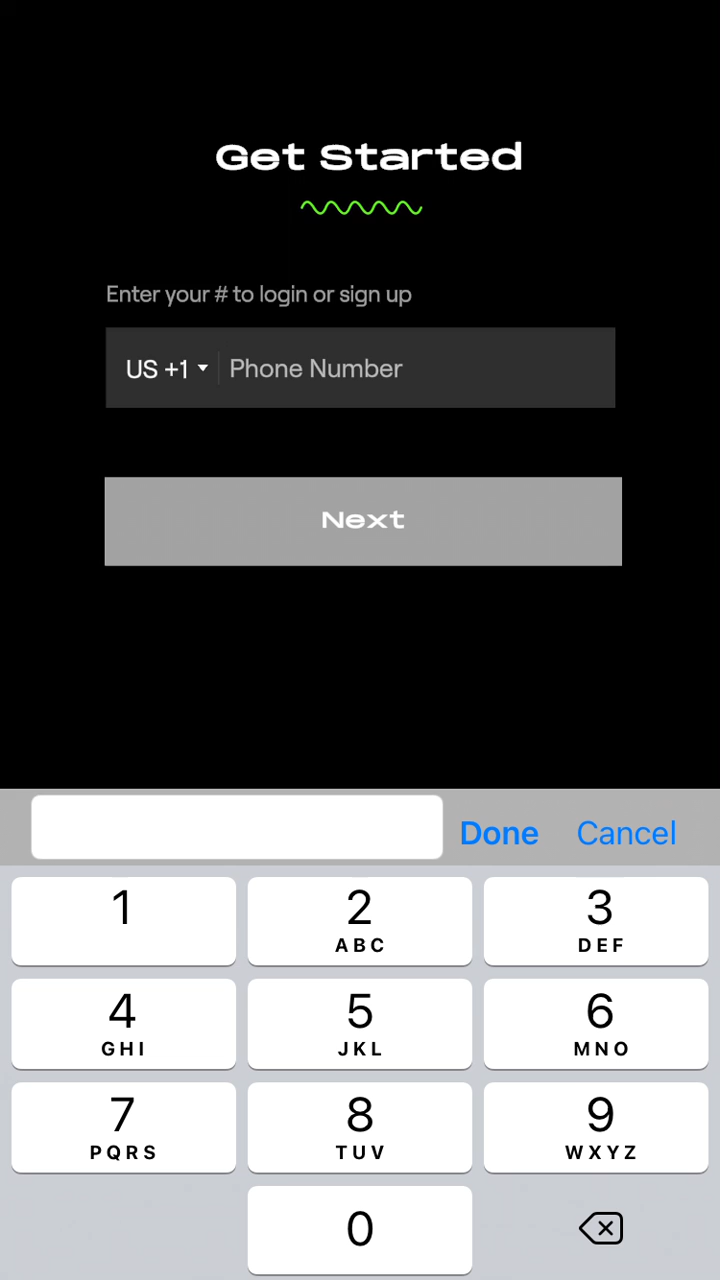 Get Started
Enter your # to login or sign up
US +1 Phone Number
Next
Done Cancel
1 2 3
ABC DEF
4 5 6
GHI JKL MNO
7 8 9
PQRS TUV WXYZ
0